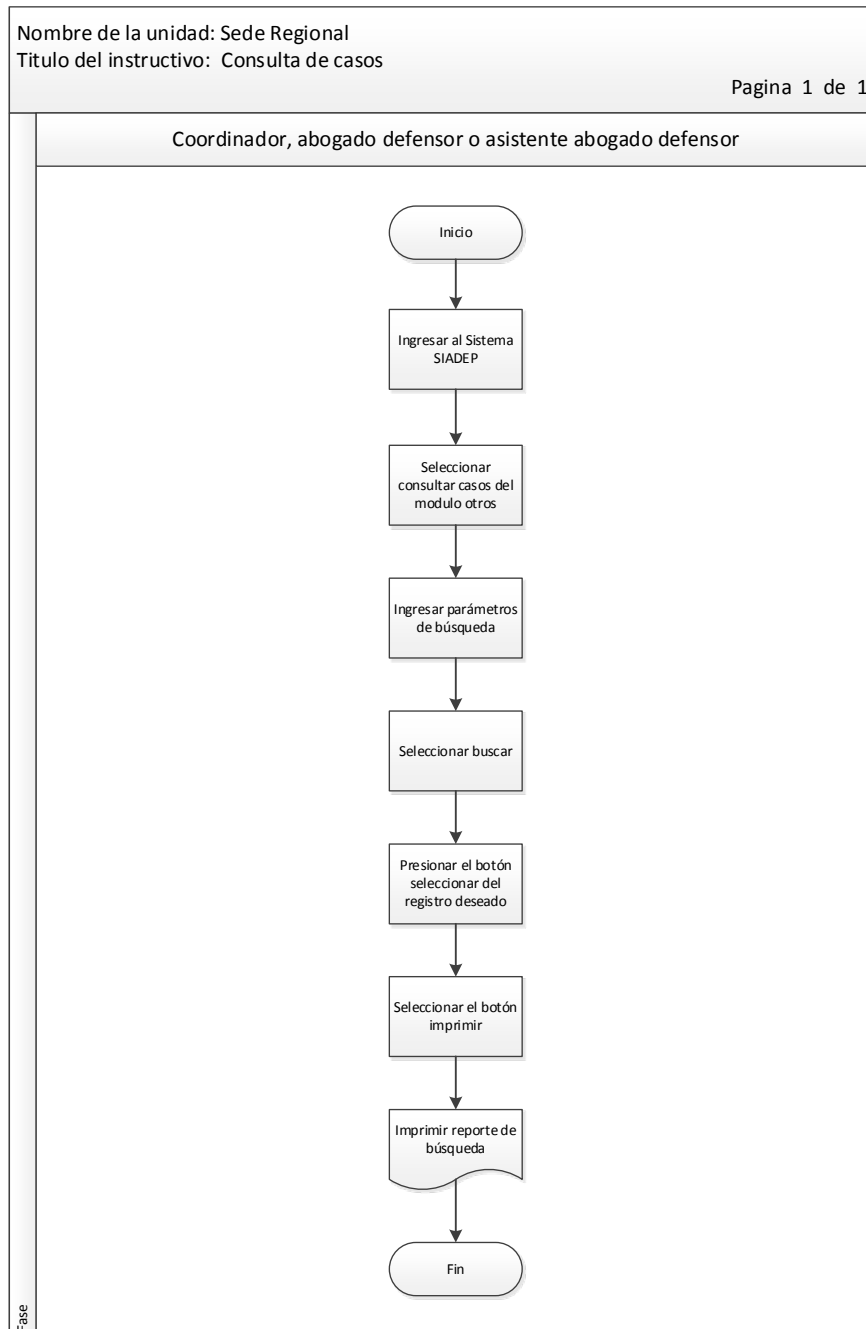 Nombre de la unidad: Sede Regional
Titulo del instructivo: Consulta de casos
Pagina 1 de 1
Coordinador, abogado defensor o asistente abogado defensor
Inicio
Ingresar al Sistema
SIADEP
Seleccionar
consultar casos del
modulo otros
Ingresar parámetros
de búsqueda
Seleccionar buscar
Presionar el botón
seleccionar del
registro deseado
Seleccionar el botón
imprimir
Imprimir reporte de
búsqueda
Fin
Fase